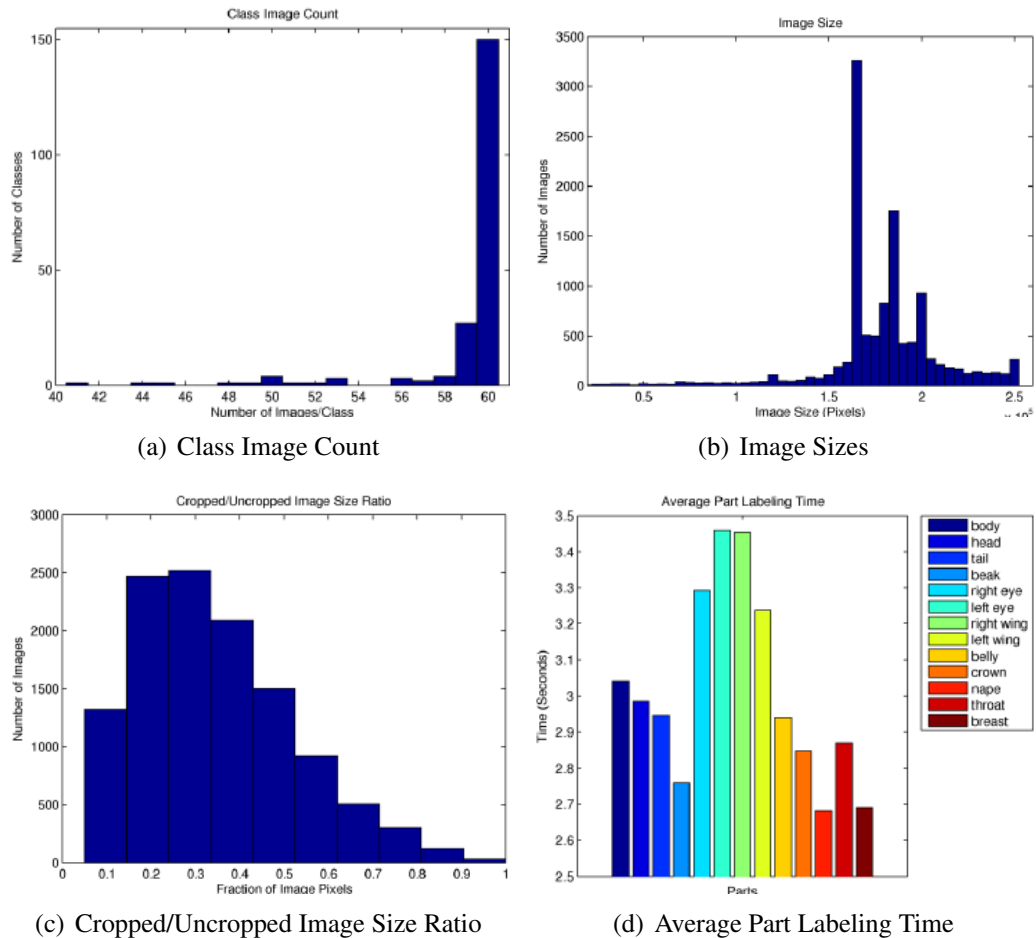 Class Image Count
150
100
50
0
Number of Classes
40 42 44 46 48 50 52 54 56 58 60
Number of Images/Class
(a) Class Image Count
Image Size
3500
3000
2500
2000
1500
1000
500
0
Number of Images
0.5 1 1.5 2 2.5
Image Size (Pixels)
× 10⁵
(b) Image Sizes
Cropped/Uncropped Image Size Ratio
3000
2500
2000
1500
1000
500
0
Number of Images
0 0.1 0.2 0.3 0.4 0.5 0.6 0.7 0.8 0.9 1
Fraction of Image Pixels
(c) Cropped/Uncropped Image Size Ratio
Average Part Labeling Time
3.5
3.4
3.3
3.2
3.1
3
2.9
2.8
2.7
2.6
2.5
Time (Seconds)
Parts
body
head
tail
beak
right eye
left eye
right wing
left wing
belly
crown
nape
throat
breast
(d) Average Part Labeling Time